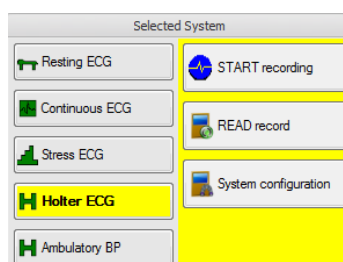 Selected System
Resting ECG
Continuous ECG
Stress ECG
Holter ECG
Ambulatory BP
START recording
READ record
System configuration